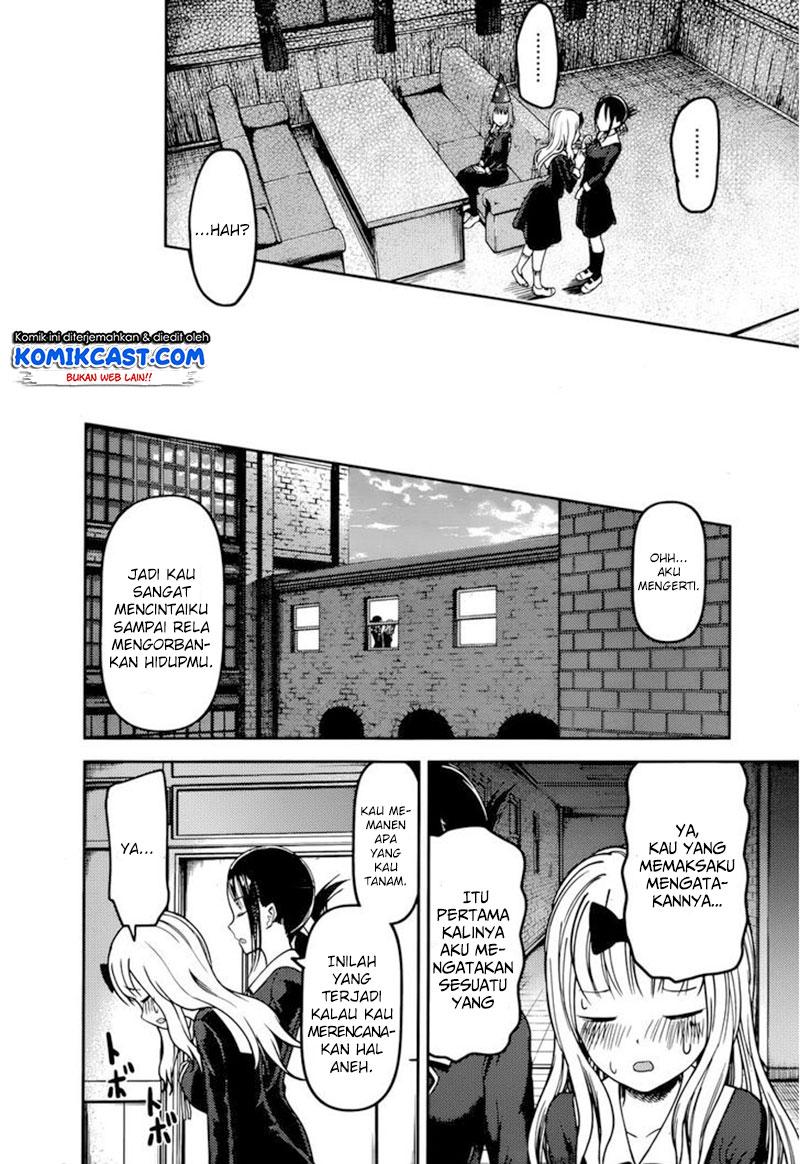 ………
………
...HAH?
Komik ini diterjemahkan & diedit oleh
KOMIKCAST.COM
BUKAN WEB LAIN!!
OHH...
AKU
MENGERTI.
JADI KAU
SANGAT
MENCINTAIKU
SAMPAI RELA
MENGORBAN-
KAN HIDUPMU.
YA,
KAU YANG
MEMAKSAKU
MENGATA-
KANNYA...
ITU
PERTAMA
KALINYA
AKU ME-
NGATAKAN
SESUATU
YANG
KAU ME-
MANEN
APA
YANG
KAU
TANAM.
INILAH
YANG
TERJADI
KALAU KAU
MERENCANA-
KAN HAL
ANEH.
YA...
トボ
トボ